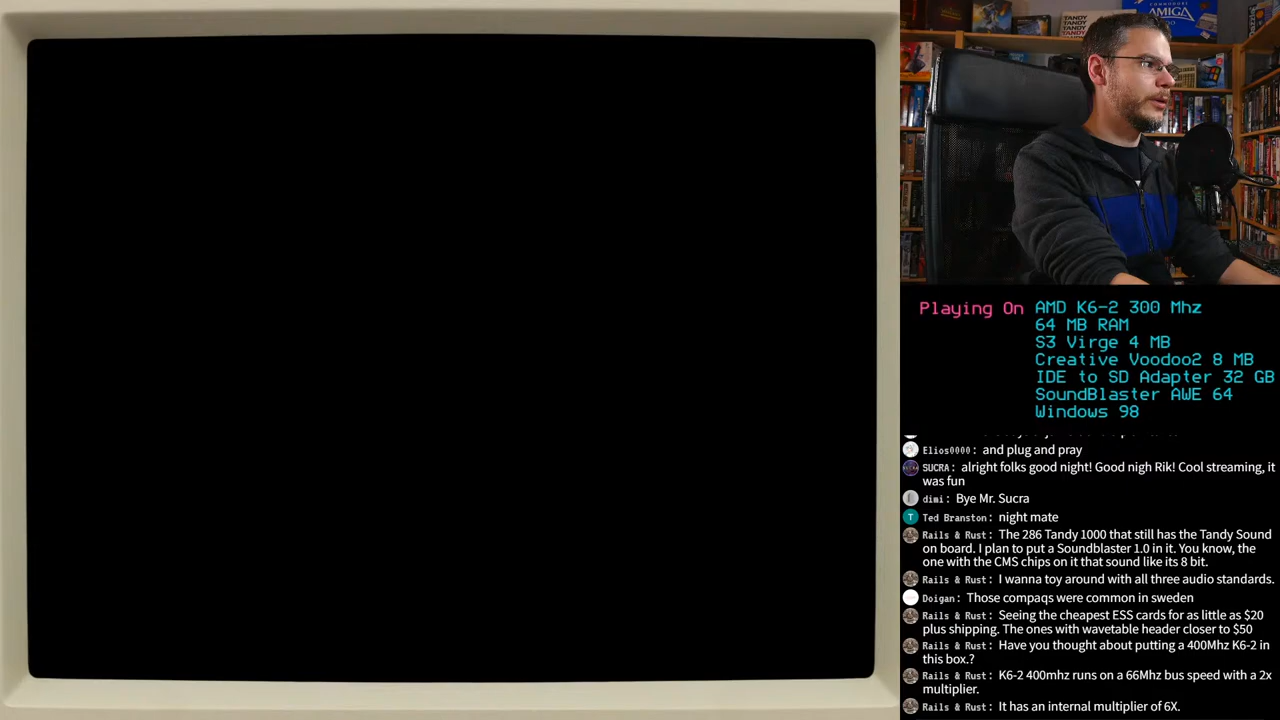 COMMODORE
AMIGA
TANDY
TANDY
TANDY
Playing On AMD K6-2 300 Mhz
64 MB RAM
S3 Virge 4 MB
Creative Voodoo2 8 MB
IDE to SD Adapter 32 GB
SoundBlaster AWE 64
Windows 98
Elios0000: and plug and pray
SUCRA: alright folks good night! Good nigh Rik! Cool streaming, it
was fun
dimi: Bye Mr. Sucra
T Ted Branston: night mate
Rails & Rust: The 286 Tandy 1000 that still has the Tandy Sound
on board. I plan to put a Soundblaster 1.0 in it. You know, the
one with the CMS chips on it that sound like its 8 bit.
Rails & Rust: I wanna toy around with all three audio standards.
Doigan: Those compaqs were common in sweden
Rails & Rust: Seeing the cheapest ESS cards for as little as $20
plus shipping. The ones with wavetable header closer to $50
Rails & Rust: Have you thought about putting a 400Mhz K6-2 in
this box.?
Rails & Rust: K6-2 400mhz runs on a 66Mhz bus speed with a 2x
multiplier.
Rails & Rust: It has an internal multiplier of 6X.